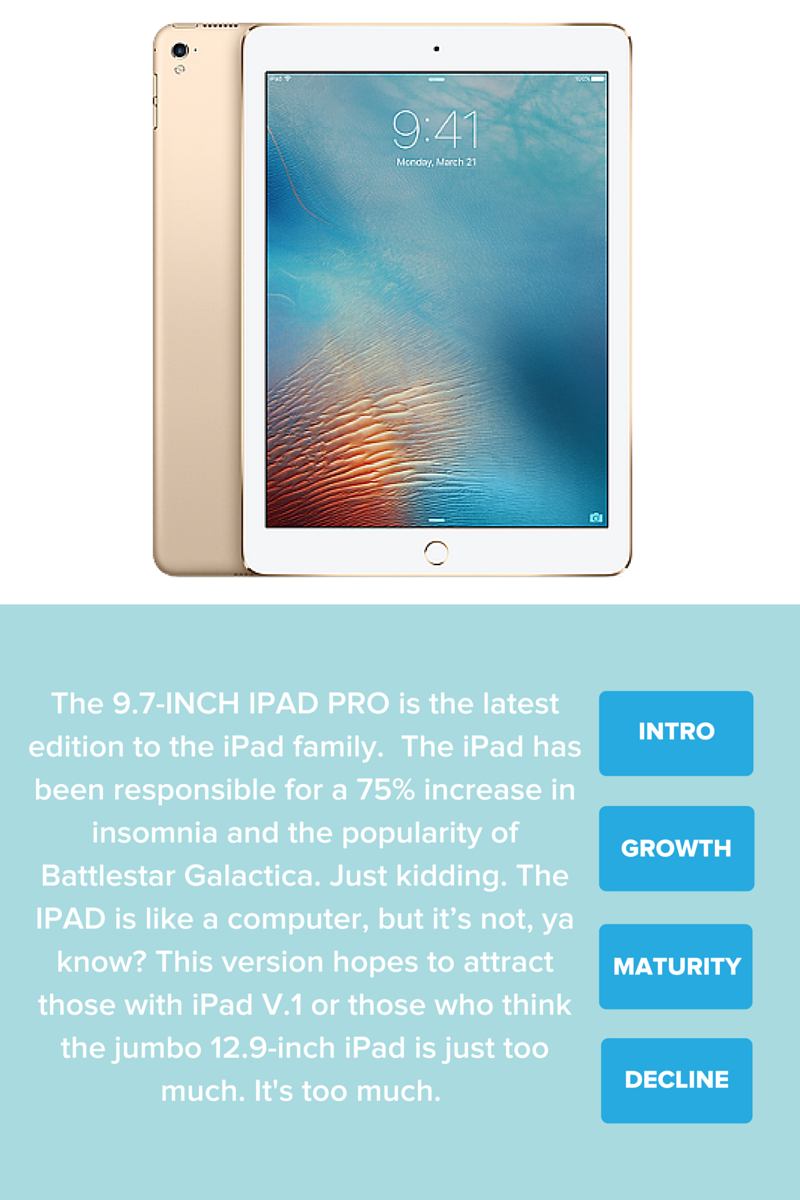 iPad
100%
9:41
Monday, March 21
The 9.7-INCH IPAD PRO is the latest
edition to the iPad family.  The iPad has
been responsible for a 75% increase in
insomnia and the popularity of
Battlestar Galactica. Just kidding. The
IPAD is like a computer, but it’s not, ya
know? This version hopes to attract
those with iPad V.1 or those who think
the jumbo 12.9-inch iPad is just too
much. It's too much.
INTRO
GROWTH
MATURITY
DECLINE